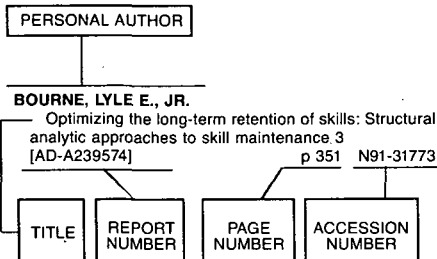 PERSONAL AUTHOR
BOURNE, LYLE E., JR.
Optimizing the long-term retention of skills: Structural
analytic approaches to skill maintenance 3
[AD-A239574] p 351 N91-31773
TITLE REPORT NUMBER PAGE NUMBER ACCESSION NUMBER